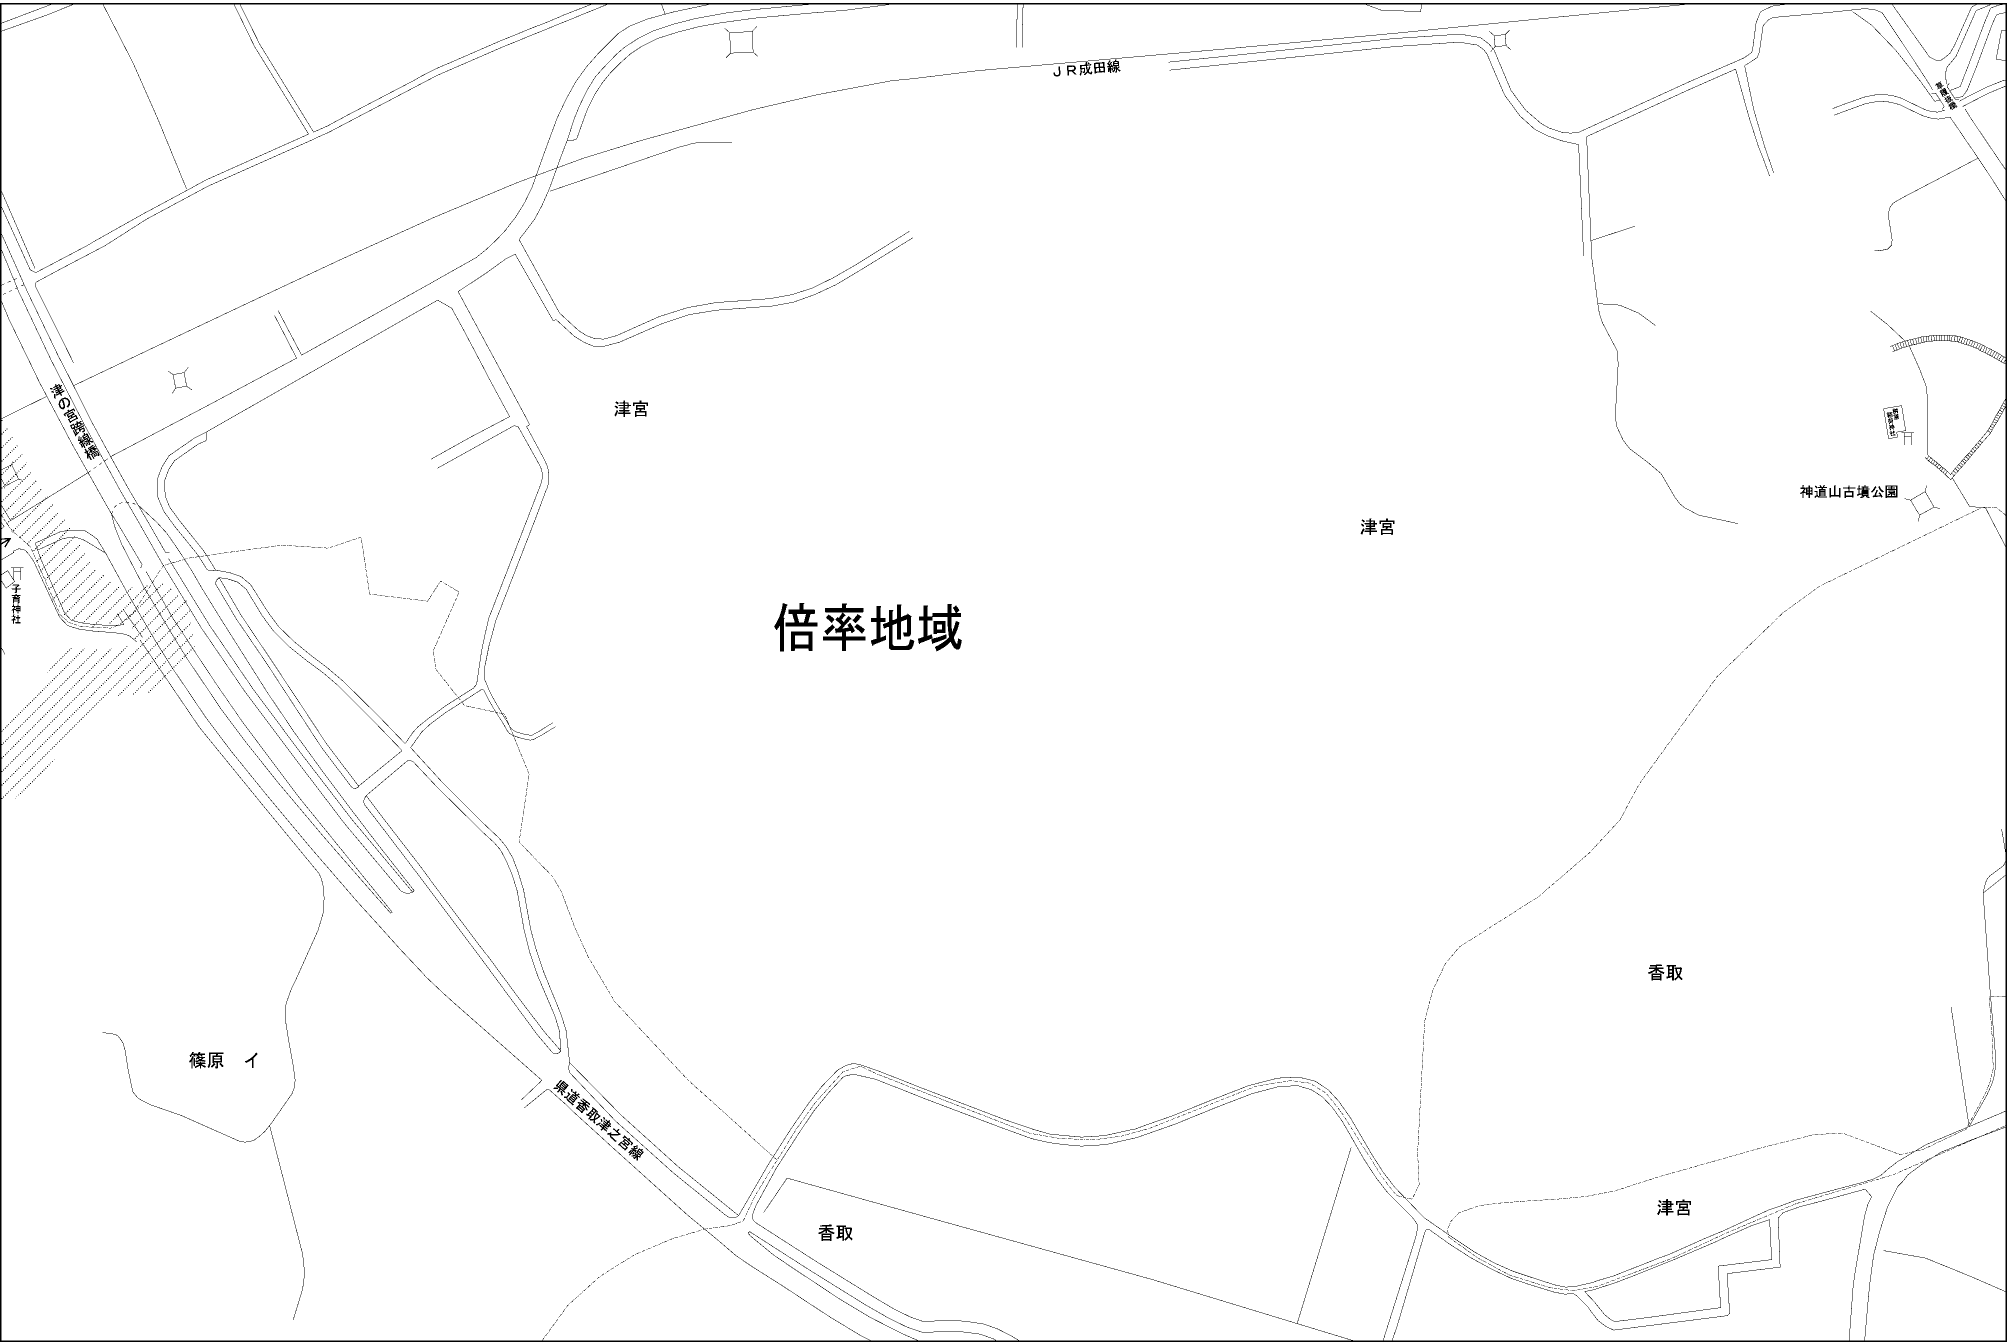 ＪＲ成田線
津の宮跨線橋
津宮
神道山古墳公園
津宮
子育神社
倍率地域
香取
篠原　イ
県道香取津之宮線
津宮
香取